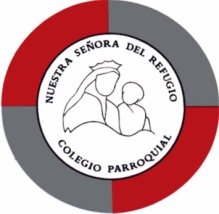 NUESTRA SEÑORA DEL REFUGIO
COLEGIO PARROQUIAL